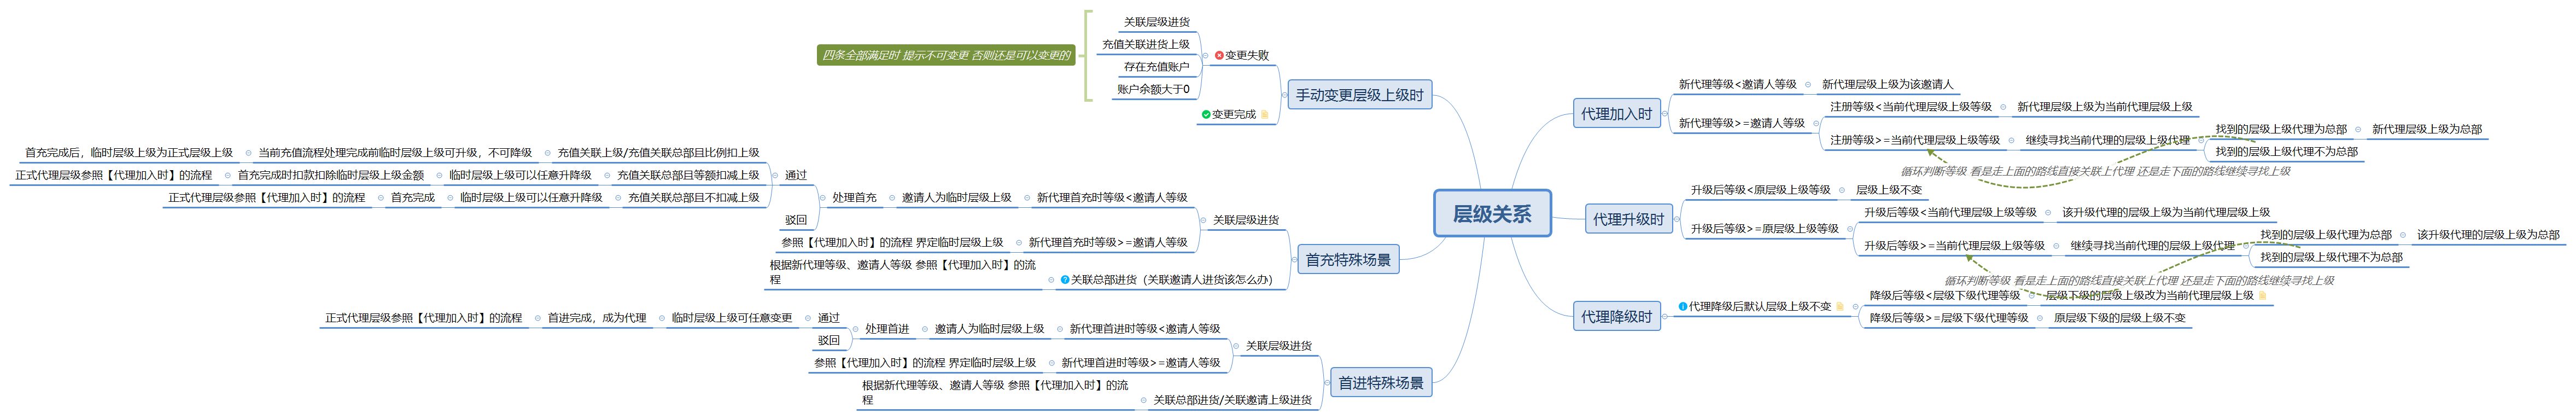 层级关系
代理加入时
新代理等级<邀请人等级
新代理层级上级为该邀请人
新代理等级>=邀请人等级
注册等级<当前代理层级上级等级
新代理层级上级为当前代理层级上级
注册等级>=当前代理层级上级等级
继续寻找当前代理的层级上级代理
找到的层级上级代理为总部
新代理层级上级为总部
找到的层级上级代理不为总部
循环判断等级 看是走上面的路线直接关联上代理 还是走下面的路线继续寻找上级
代理升级时
升级后等级<原层级上级等级
层级上级不变
升级后等级>=原层级上级等级
升级后等级<当前代理层级上级等级
该升级代理的层级上级为当前代理层级上级
升级后等级>=当前代理层级上级等级
继续寻找当前代理的层级上级代理
找到的层级上级代理为总部
该升级代理的层级上级为总部
找到的层级上级代理不为总部
循环判断等级 看是走上面的路线直接关联上代理 还是走下面的路线继续寻找上级
代理降级时
代理降级后默认层级上级不变
降级后等级<层级下级代理等级
层级下级的层级上级改为当前代理层级上级
降级后等级>=层级下级代理等级
原层级下级的层级上级不变
手动变更层级上级时
变更失败
关联层级进货
充值关联进货上级
存在充值账户
账户余额大于0
四条全部满足时 提示不可变更 否则还是可以变更的
变更完成
首充特殊场景
关联层级进货
新代理首充时等级<邀请人等级
邀请人为临时层级上级
处理首充
通过
充值关联上级/充值关联总部且比例扣上级
当前充值流程处理完成前临时层级上级可升级，不可降级
首充完成后，临时层级上级为正式层级上级
充值关联总部且等额扣减上级
临时层级上级可以任意升降级
首充完成时扣款扣除临时层级上级金额
正式代理层级参照【代理加入时】的流程
充值关联总部且不扣减上级
临时层级上级可以任意升降级
首充完成
正式代理层级参照【代理加入时】的流程
驳回
新代理首充时等级>=邀请人等级
参照【代理加入时】的流程 界定临时层级上级
关联总部进货（关联邀请人进货该怎么办）
根据新代理等级、邀请人等级 参照【代理加入时】的流
程
首进特殊场景
关联层级进货
新代理首进时等级<邀请人等级
邀请人为临时层级上级
处理首进
通过
临时层级上级可任意变更
首进完成，成为代理
正式代理层级参照【代理加入时】的流程
驳回
新代理首进时等级>=邀请人等级
参照【代理加入时】的流程 界定临时层级上级
关联总部进货/关联邀请上级进货
根据新代理等级、邀请人等级 参照【代理加入时】的流
程